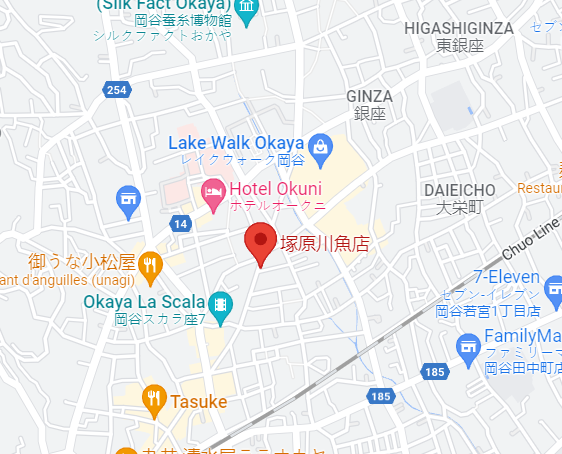 (Silk Fact Okaya)
岡谷蚕糸博物館
シルクファクトおかや
HIGASHIGINZA
東銀座
セブ
254
GINZA
銀座
Lake Walk Okaya
レイクウォーク岡谷
Hotel Okuni
ホテルオークニ
DAIEICHO
大栄町
Restaur
14
塚原川魚店
Chuo Line
御うな小松屋
ant d'anguilles (unagi)
7-Eleven
セブン-イレブン
岡谷若宮1丁目店
Okaya La Scala
岡谷スカラ座7
FamilyMa
ファミリーマ
岡谷田中町店
185
185
Tasuke